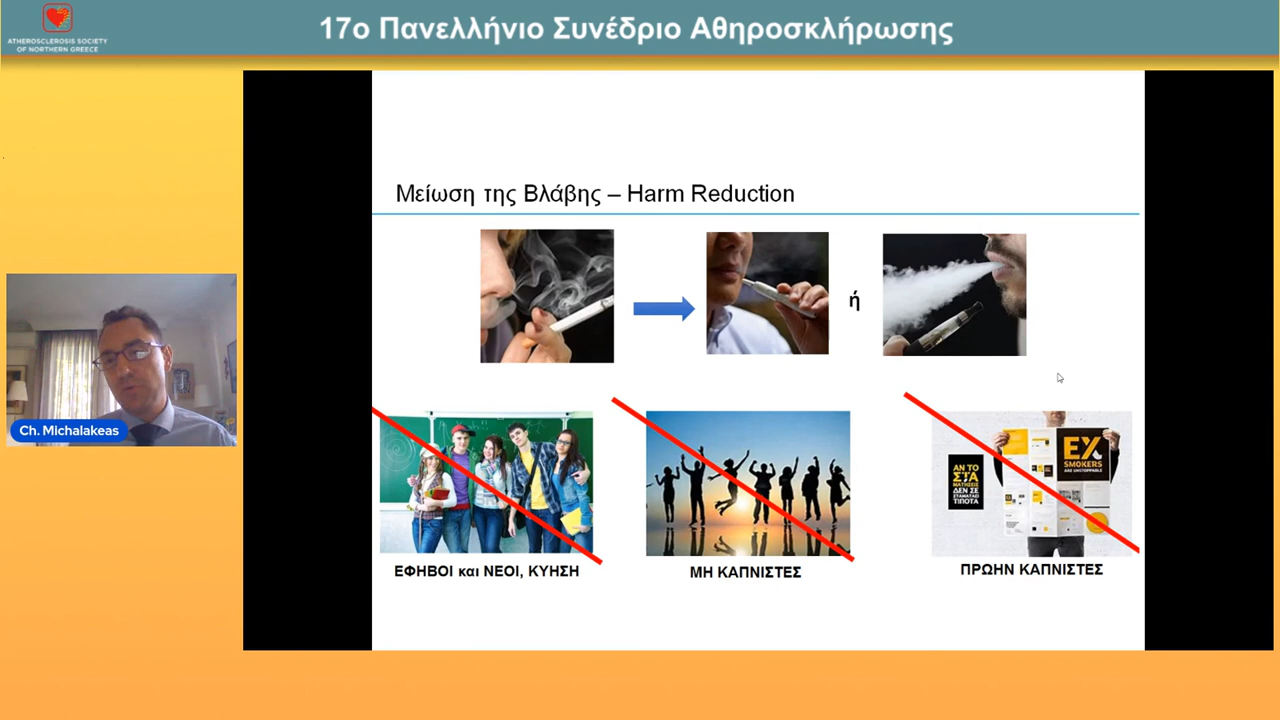 17ο Πανελλήνιο Συνέδριο Αθηροσκλήρωσης
ATHEROSCLEROSIS SOCIETY
OF NORTHERN GREECE
Μείωση της Βλάβης – Harm Reduction
ή
Ch. Michalakeas
ΑΝ ΤΟ
ΣΤΑ
ΜΑΤΗΣΕΙΣ
ΔΕΝ ΣΕ
ΣΤΑΜΑΤΑΕΙ
ΤΙΠΟΤΑ
EX
SMOKERS
ARE UNSTOPPABLE
ΕΦΗΒΟΙ και ΝΕΟΙ, ΚΥΗΣΗ
ΜΗ ΚΑΠΝΙΣΤΕΣ
ΠΡΩΗΝ ΚΑΠΝΙΣΤΕΣ